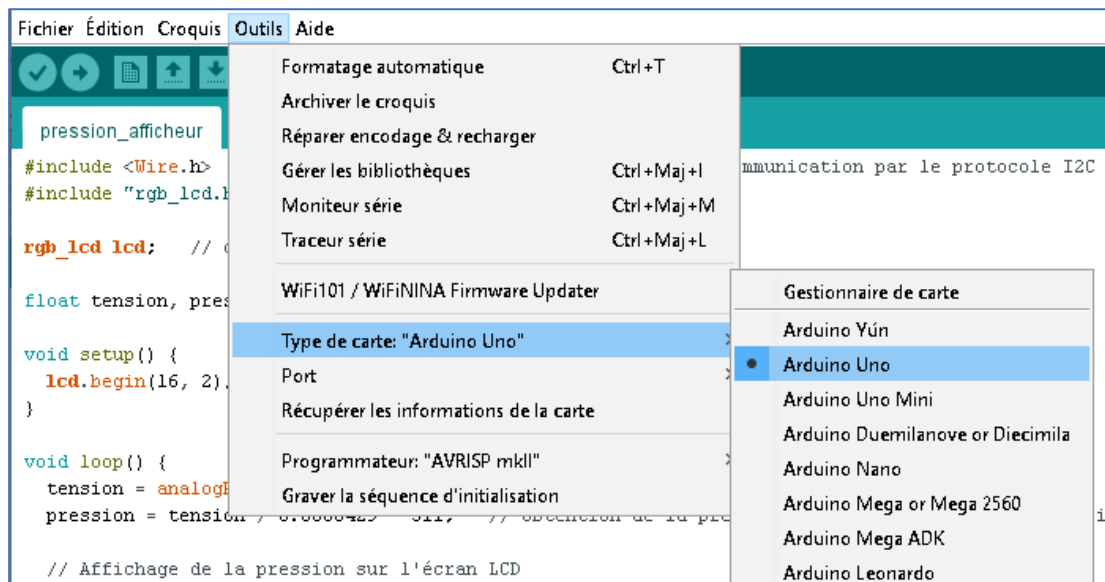 Fichier Édition Croquis Outils Aide
Formatage automatique Ctrl+T
Archiver le croquis
pression_afficheur
Réparer encodage & recharger
#include <Wire.h>
Gérer les bibliothèques Ctrl+Maj+I
mmunication par le protocole I2C
#include "rgb_lcd.h
Moniteur série Ctrl+Maj+M
rgb_lcd lcd; //
Traceur série Ctrl+Maj+L
WiFi101 / WiFiNINA Firmware Updater
Gestionnaire de carte
float tension, pres
Arduino Yún
Type de carte: "Arduino Uno"
void setup() {
Arduino Uno
lcd.begin(16, 2)
Port
Arduino Uno Mini
}
Récupérer les informations de la carte
Arduino Duemilanove or Diecimila
void loop() {
Programmateur: "AVRISP mkII"
Arduino Nano
tension = analog
Graver la séquence d'initialisation
Arduino Mega or Mega 2560
pression = tension
Arduino Mega ADK
// Affichage de la pression sur l'écran LCD
Arduino Leonardo